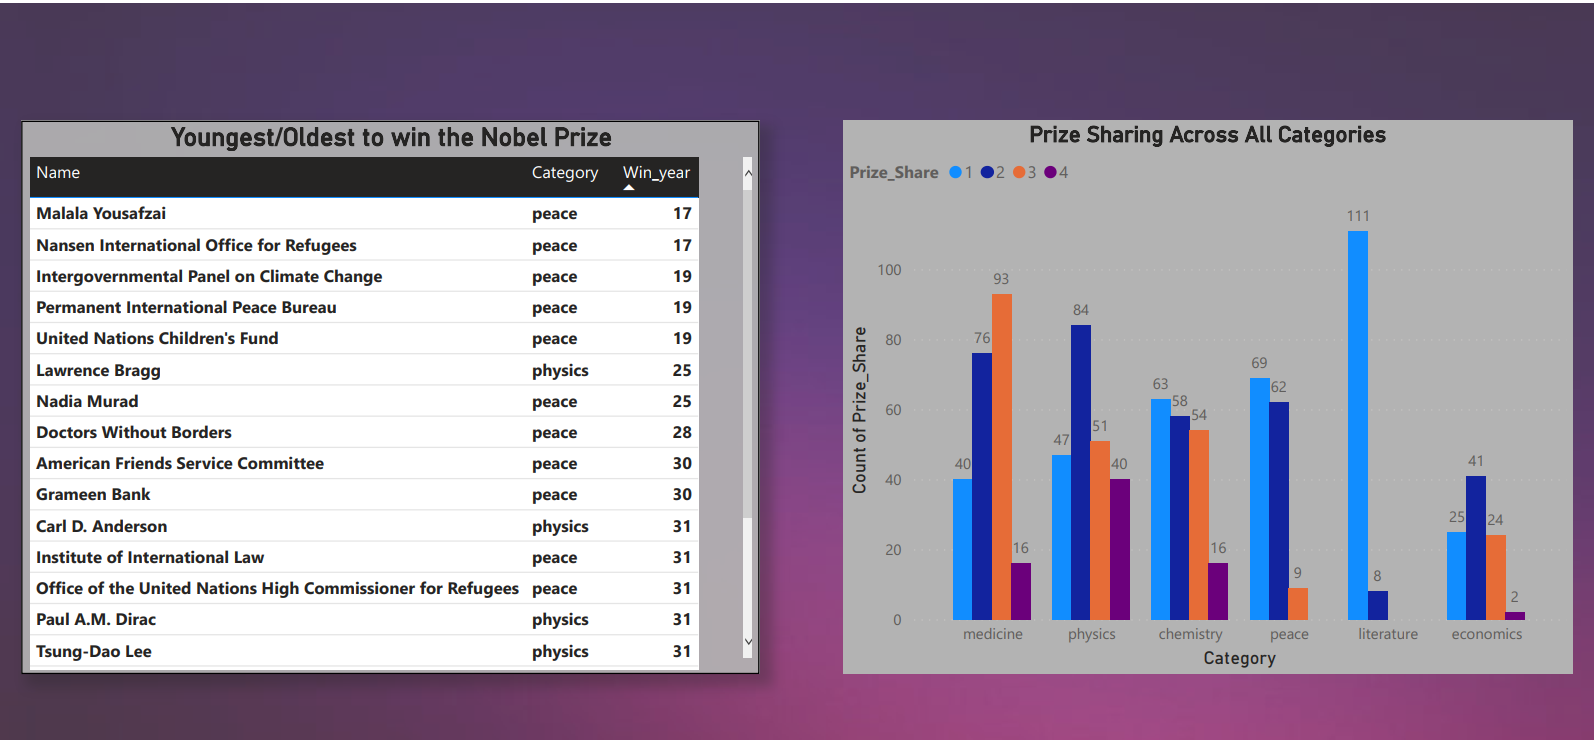 Youngest/Oldest to win the Nobel Prize
Name Category Win_year
Malala Yousafzai peace 17
Nansen International Office for Refugees peace 17
Intergovernmental Panel on Climate Change peace 19
Permanent International Peace Bureau peace 19
United Nations Children's Fund peace 19
Lawrence Bragg physics 25
Nadia Murad peace 25
Doctors Without Borders peace 28
American Friends Service Committee peace 30
Grameen Bank peace 30
Carl D. Anderson physics 31
Institute of International Law peace 31
Office of the United Nations High Commissioner for Refugees peace 31
Paul A.M. Dirac physics 31
Tsung-Dao Lee physics 31
Prize Sharing Across All Categories
Prize_Share 1 2 3 4
Count of Prize_Share
100
80
60
40
20
0
40 76 93 16
47 84 51 40
63 58 54 16
69 62 9
111 8
25 41 24 2
medicine physics chemistry peace literature economics
Category